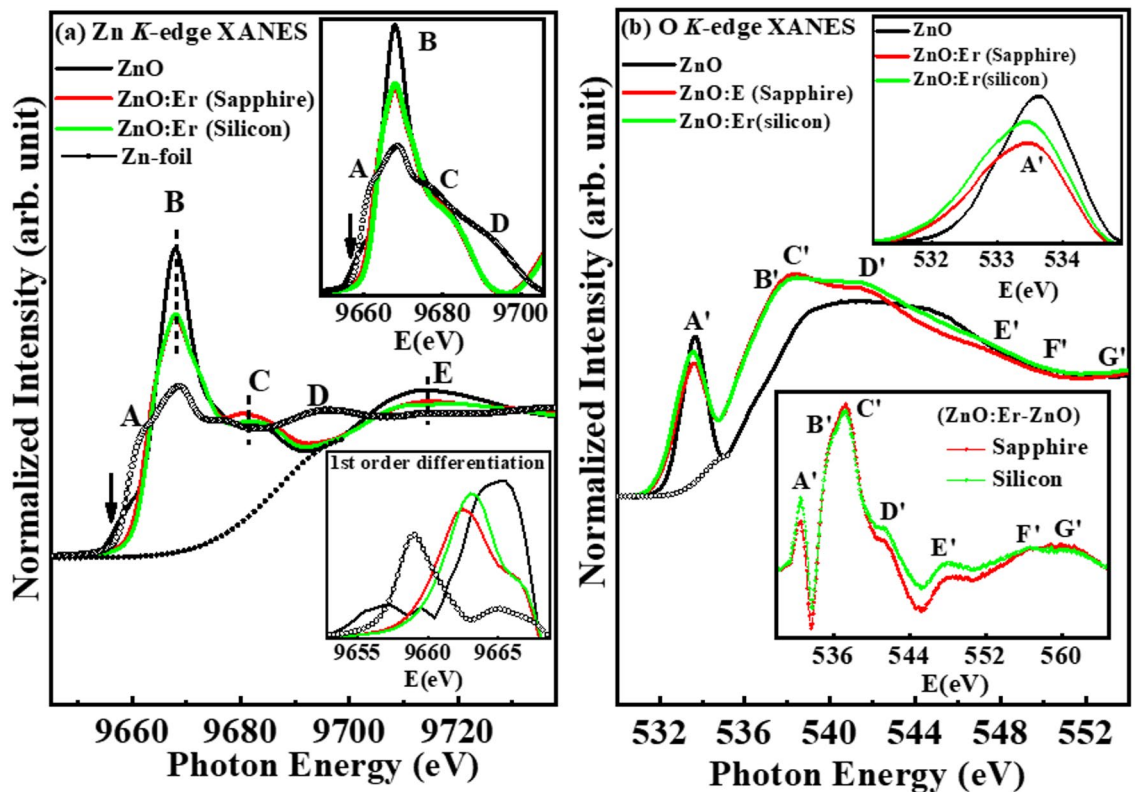 (a) Zn K-edge XANES
ZnO
ZnO:Er (Sapphire)
ZnO:Er (Silicon)
Zn-foil
B
A
C
D
E
B
A
C
D
9660 9680 9700
E(eV)
1st order differentiation
9655 9660 9665
E(eV)
9660 9680 9700 9720
Photon Energy (eV)
Normalized Intensity (arb. unit)
(b) O K-edge XANES
ZnO
ZnO:E (Sapphire)
ZnO:Er(silicon)
ZnO
ZnO:Er (Sapphire)
ZnO:Er(silicon)
A'
532 533 534
E(eV)
A'
B'
C'
D'
E'
F'
G'
(ZnO:Er-ZnO)
Sapphire
Silicon
A'
B'
C'
D'
E'
F'
G'
536 544 552 560
E(eV)
532 536 540 544 548 552
Photon Energy (eV)
Normalized Intensity (arb. unit)